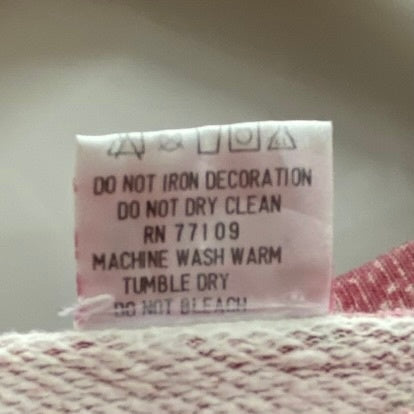 DO NOT IRON DECORATION
DO NOT DRY CLEAN
RN 77109
MACHINE WASH WARM
TUMBLE DRY
DO NOT BLEACH